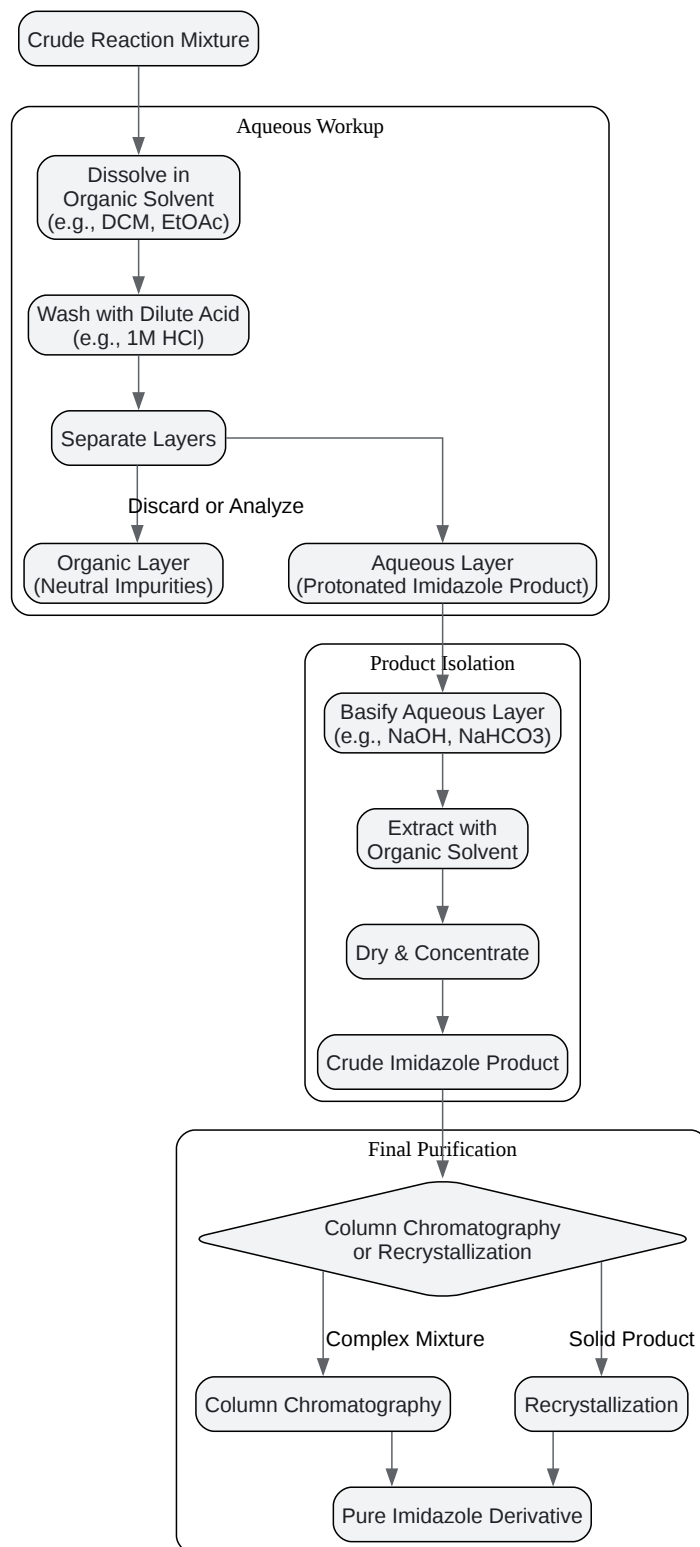 Crude Reaction Mixture
Aqueous Workup
Dissolve in
Organic Solvent
(e.g., DCM, EtOAc)
Wash with Dilute Acid
(e.g., 1M HCl)
Separate Layers
Discard or Analyze
Organic Layer
(Neutral Impurities)
Aqueous Layer
(Protonated Imidazole Product)
Product Isolation
Basify Aqueous Layer
(e.g., NaOH, NaHCO3)
Extract with
Organic Solvent
Dry & Concentrate
Crude Imidazole Product
Final Purification
Column Chromatography
or Recrystallization
Complex Mixture
Solid Product
Column Chromatography
Recrystallization
Pure Imidazole Derivative